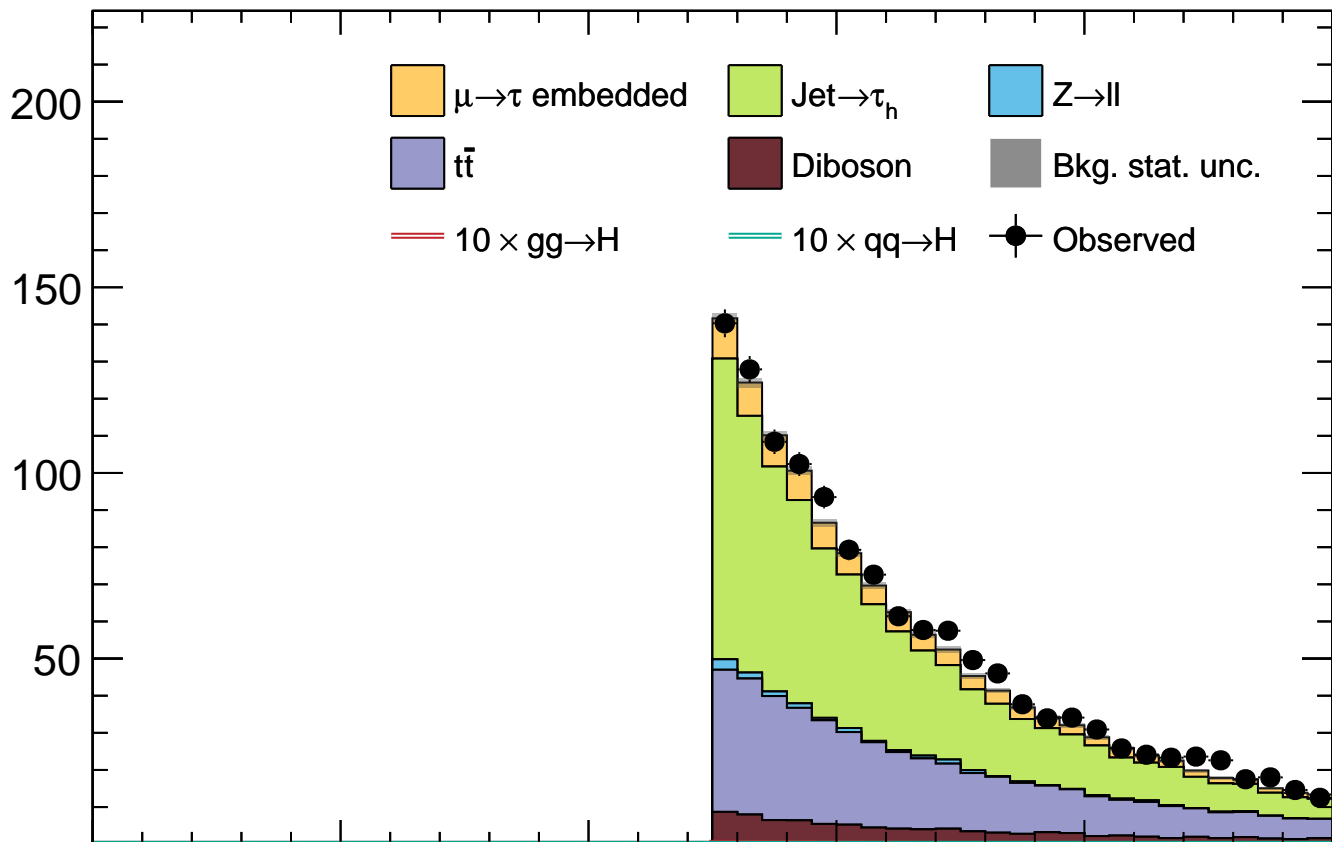 200
μ→τ embedded Jet→τh Z→ll
tt̄ Diboson Bkg. stat. unc.
10 × gg→H 10 × qq→H Observed
150
100
50